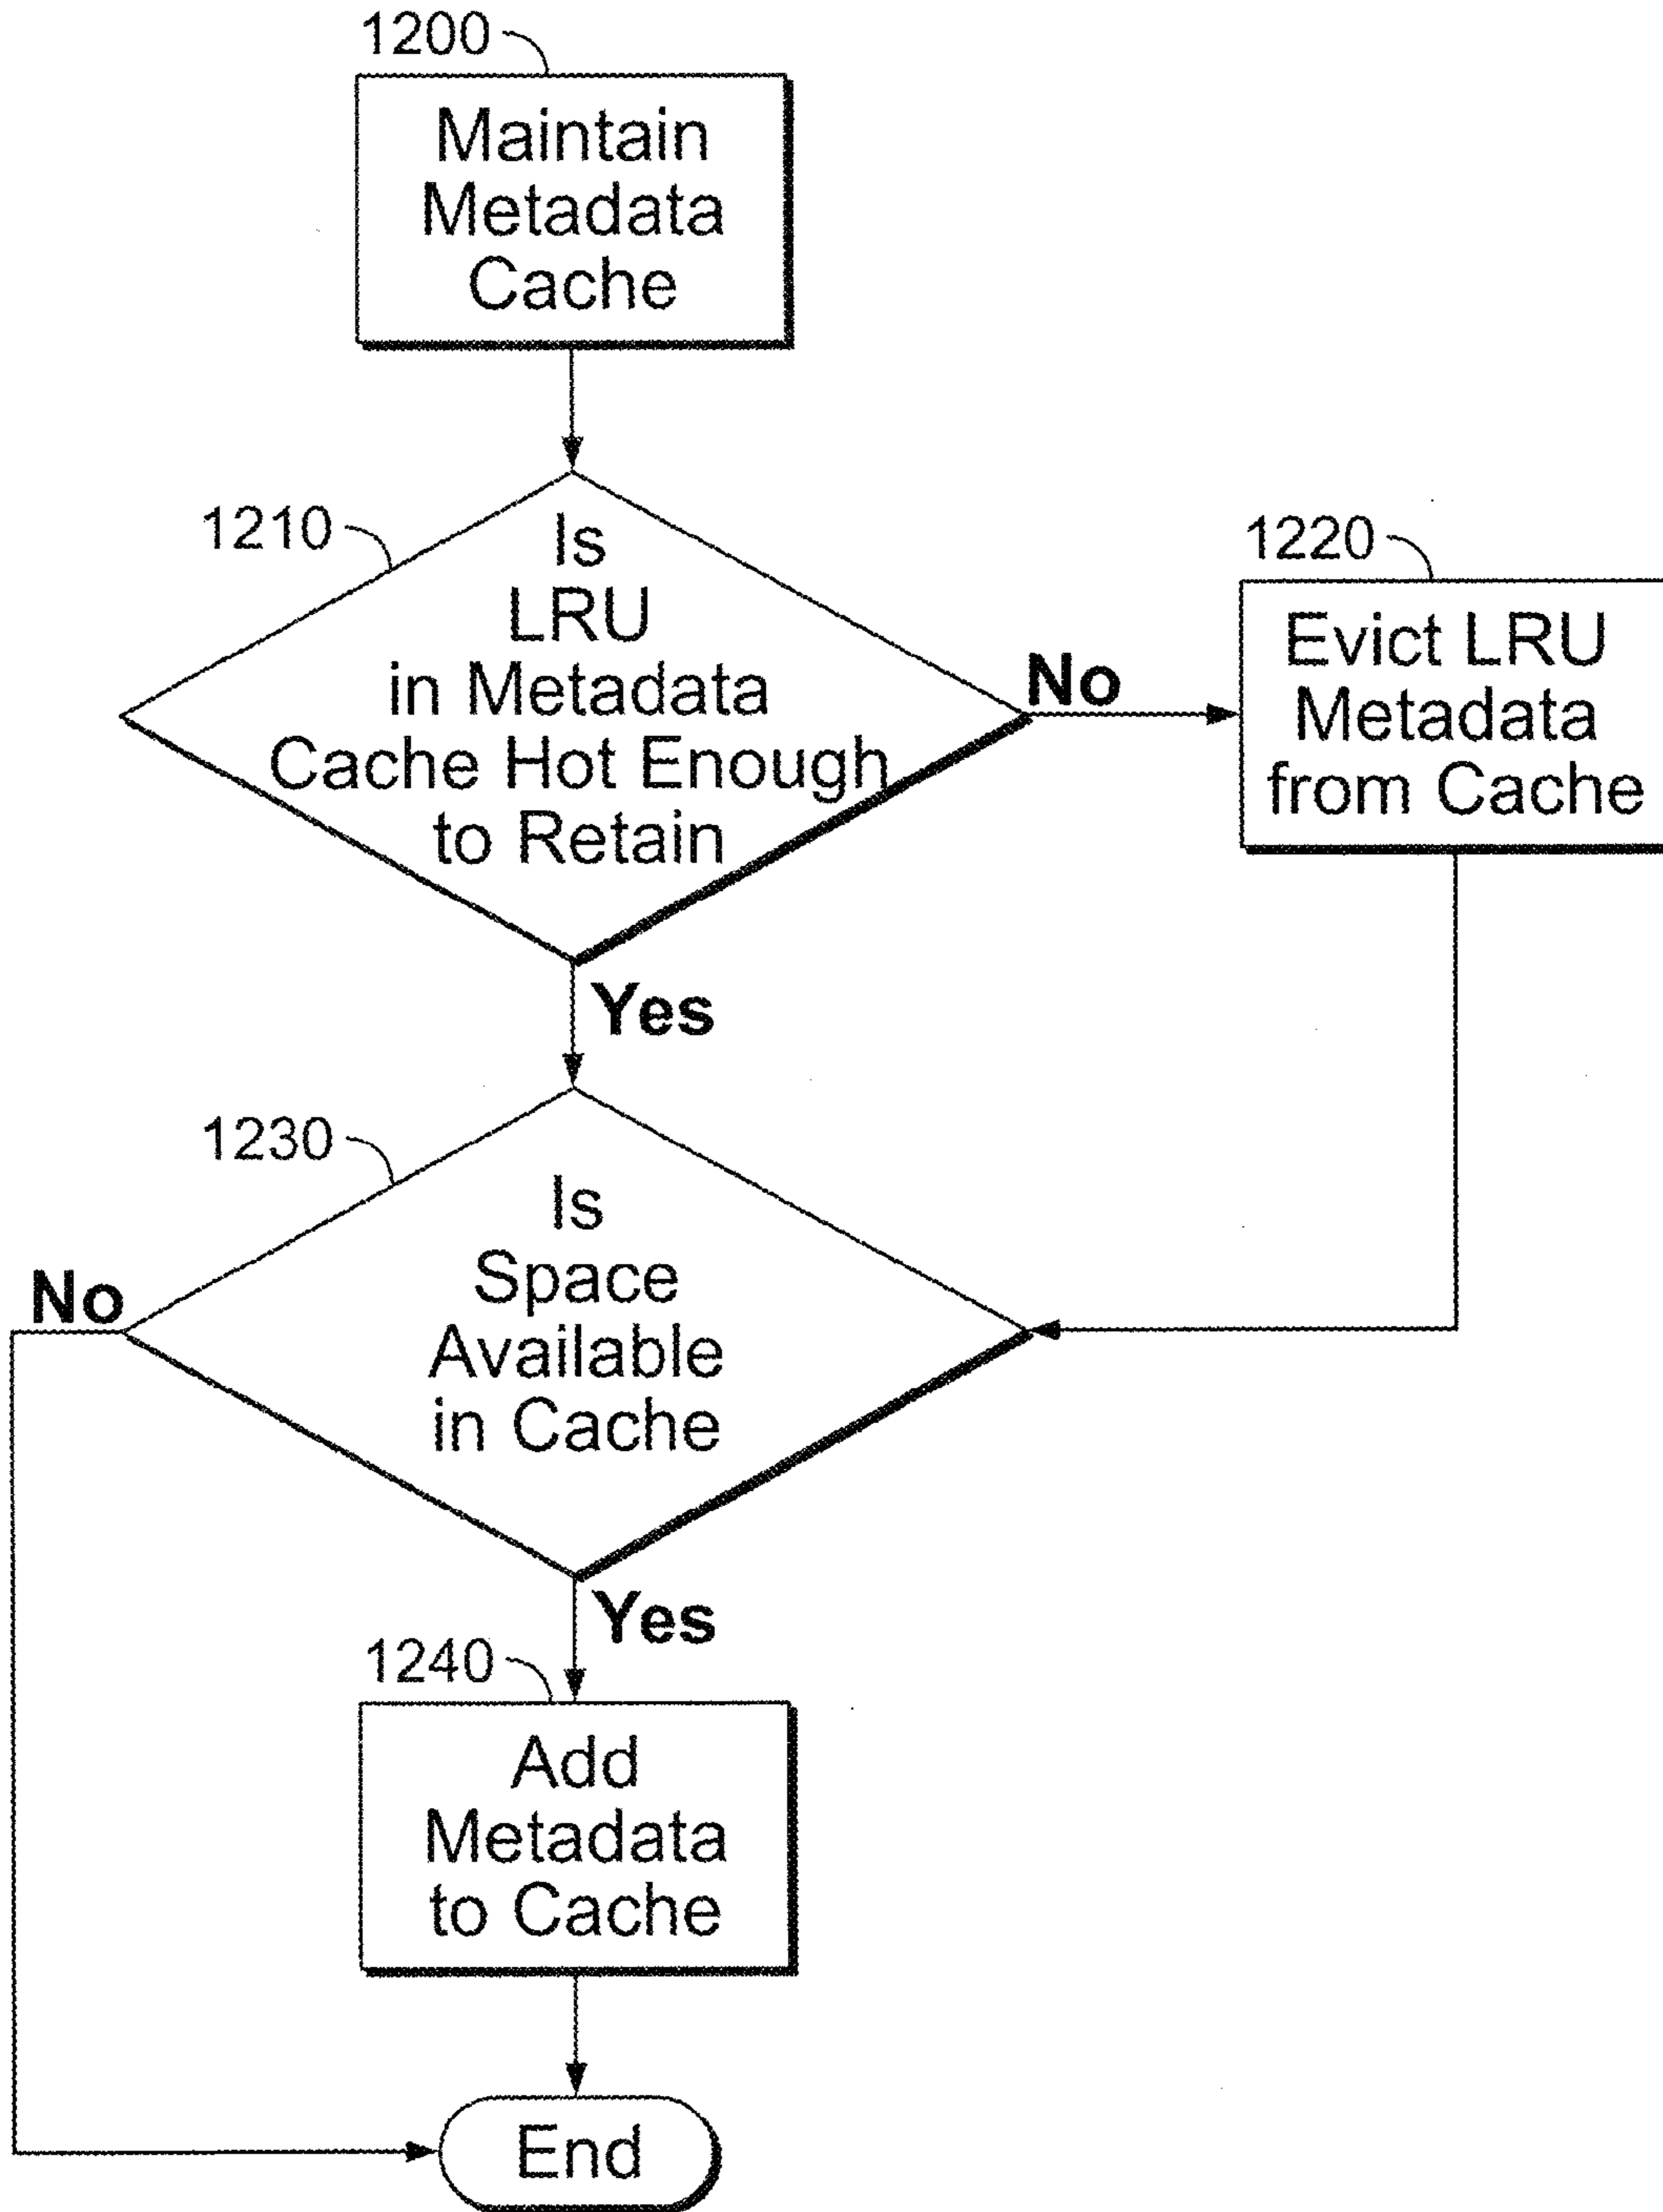 1200
Maintain
Metadata
Cache
1210
Is
LRU
in Metadata
Cache Hot Enough
to Retain
No
1220
Evict LRU
Metadata
from Cache
Yes
1230
Is
Space
Available
in Cache
No
Yes
1240
Add
Metadata
to Cache
End